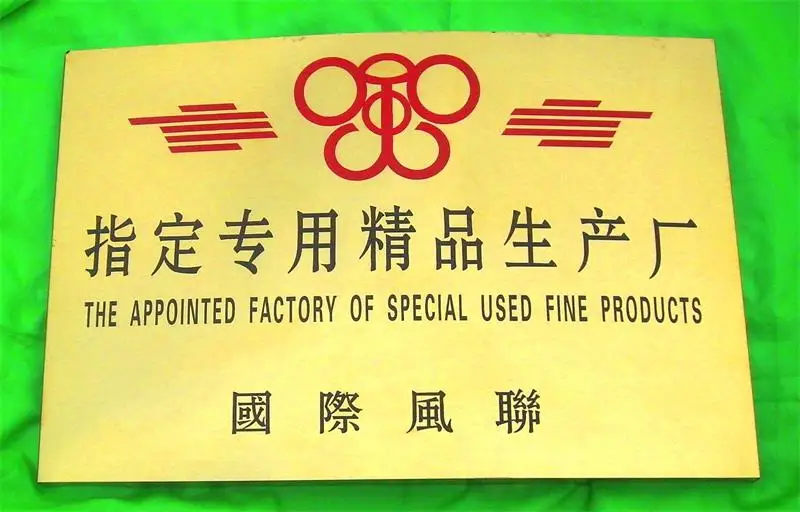 指定专用精品生产厂
THE APPOINTED FACTORY OF SPECIAL USED FINE PRODUCTS
國際風聯